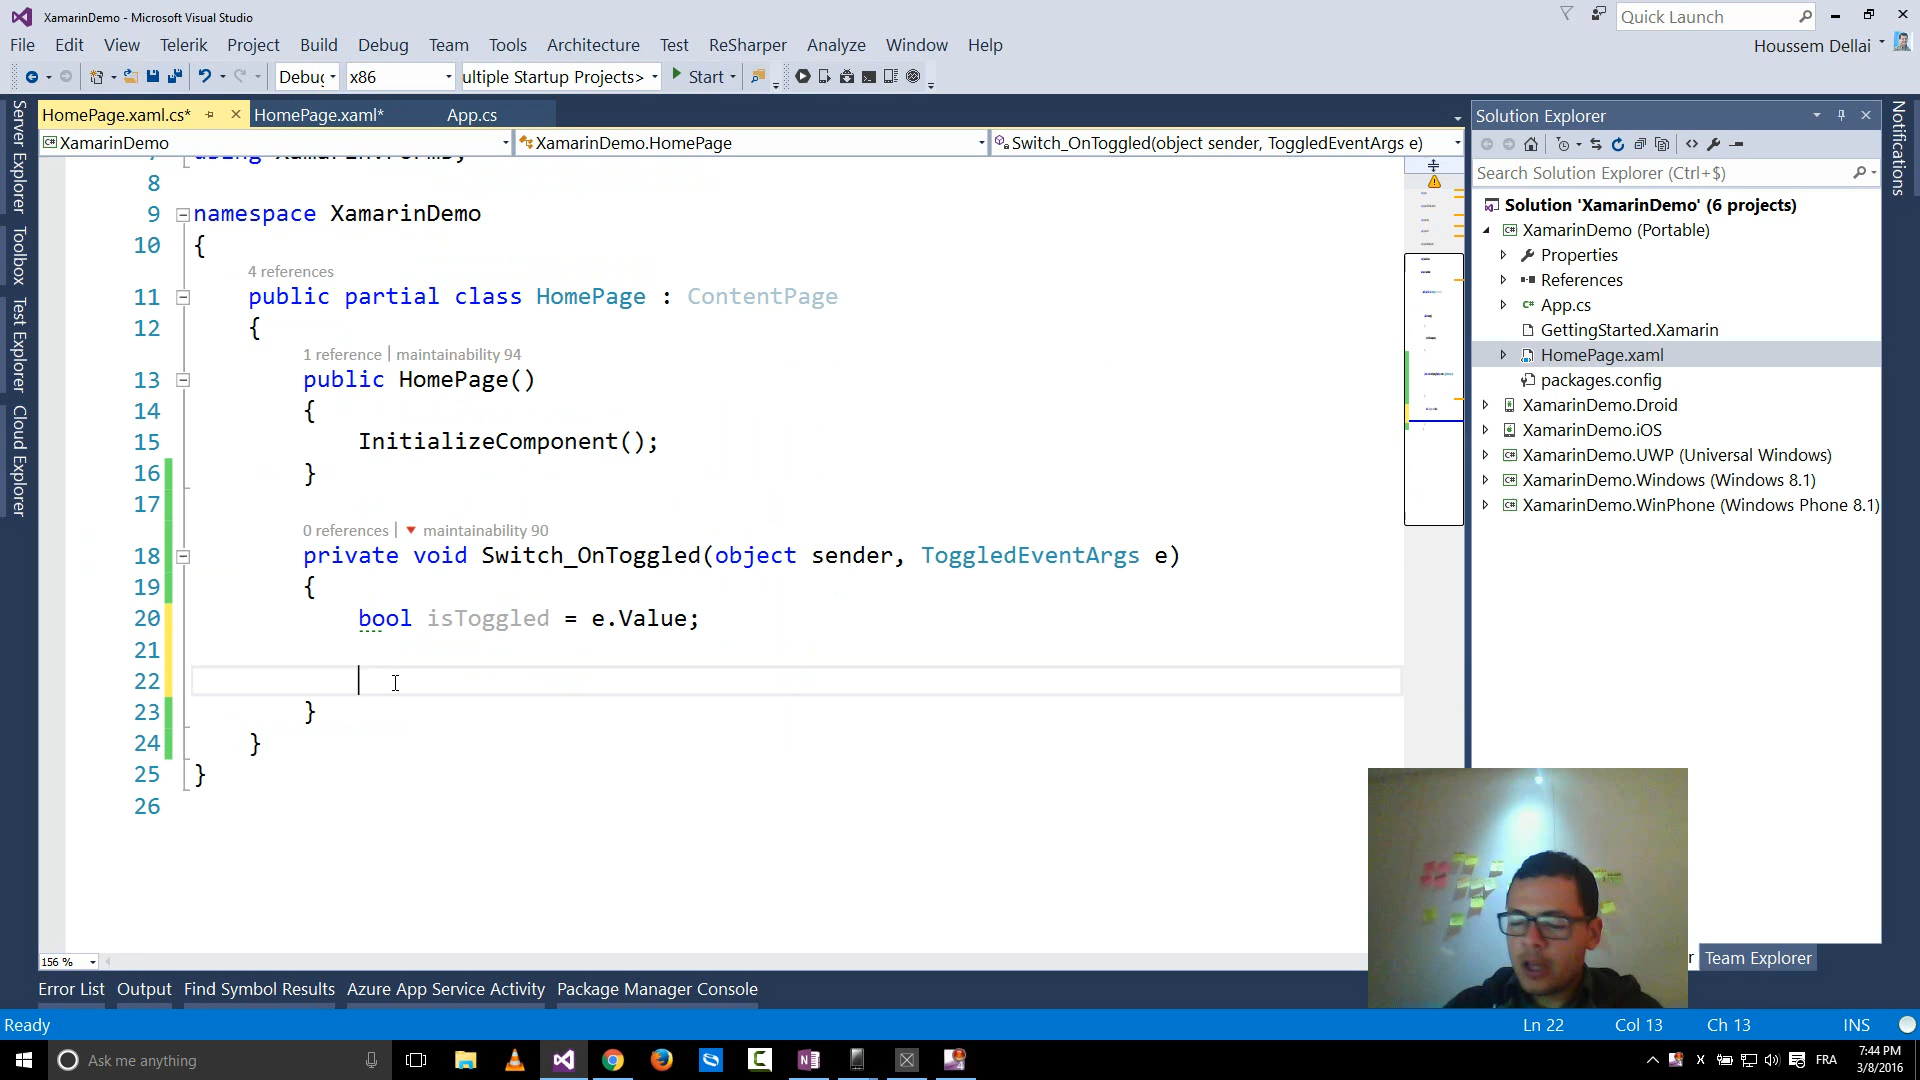 XamarinDemo - Microsoft Visual Studio
Quick Launch
File Edit View Telerik Project Build Debug Team Tools Architecture Test ReSharper Analyze Window Help
Houssem Dellai
Debug x86 ultiple Startup Projects> Start
HomePage.xaml.cs* HomePage.xaml* App.cs
XamarinDemo XamarinDemo.HomePage Switch_OnToggled(object sender, ToggledEventArgs e)
8
9 namespace XamarinDemo
10 {
4 references
11 public partial class HomePage : ContentPage
12 {
1 reference | maintainability 94
13 public HomePage()
14 {
15 InitializeComponent();
16 }
17
0 references | maintainability 90
18 private void Switch_OnToggled(object sender, ToggledEventArgs e)
19 {
20 bool isToggled = e.Value;
21
22
23 }
24 }
25 }
26
156 %
Server Explorer
Toolbox
Test Explorer
Cloud Explorer
Solution Explorer
Search Solution Explorer (Ctrl+$)
Solution 'XamarinDemo' (6 projects)
XamarinDemo (Portable)
Properties
References
App.cs
GettingStarted.Xamarin
HomePage.xaml
packages.config
XamarinDemo.Droid
XamarinDemo.iOS
XamarinDemo.UWP (Universal Windows)
XamarinDemo.Windows (Windows 8.1)
XamarinDemo.WinPhone (Windows Phone 8.1)
Notifications
Team Explorer
Error List Output Find Symbol Results Azure App Service Activity Package Manager Console
Ready Ln 22 Col 13 Ch 13 INS
Ask me anything
FRA
7:44 PM
3/8/2016